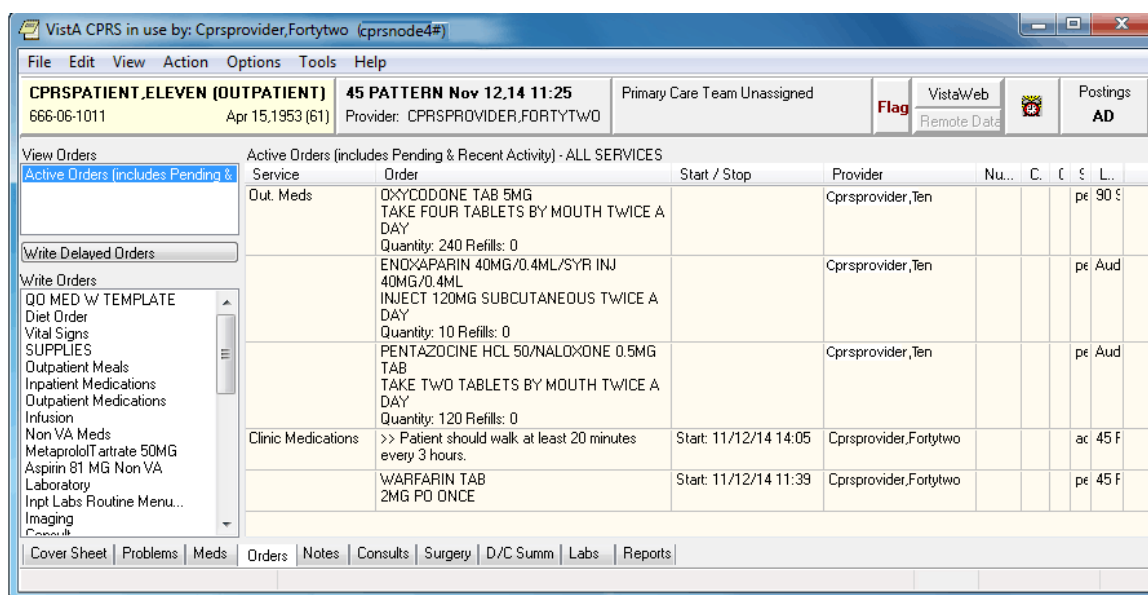 VistA CPRS in use by: Cprsprovider,Fortytwo (cprsnode4#)
File Edit View Action Options Tools Help
CPRSPATIENT,ELEVEN (OUTPATIENT)
666-06-1011 Apr 15,1953 (61)
45 PATTERN Nov 12,14 11:25
Provider: CPRSPROVIDER,FORTYTWO
Primary Care Team Unassigned
Flag
VistaWeb
Remote Data
Postings
AD
View Orders
Active Orders (includes Pending &
Write Delayed Orders
Write Orders
QO MED W TEMPLATE
Diet Order
Vital Signs
SUPPLIES
Outpatient Meals
Inpatient Medications
Outpatient Medications
Infusion
Non VA Meds
MetaprololTartrate 50MG
Aspirin 81 MG Non VA
Laboratory
Inpt Labs Routine Menu...
Imaging
Consult
Active Orders (includes Pending & Recent Activity) - ALL SERVICES
Service Order Start / Stop Provider Nu... C. S L...
Out. Meds OXYCODONE TAB 5MG Cprsprovider,Ten pe 90 S
TAKE FOUR TABLETS BY MOUTH TWICE A
DAY
Quantity: 240 Refills: 0
ENOXAPARIN 40MG/0.4ML/SYR INJ Cprsprovider,Ten pe Aud
40MG/0.4ML
INJECT 120MG SUBCUTANEOUS TWICE A
DAY
Quantity: 10 Refills: 0
PENTAZOCINE HCL 50/NALOXONE 0.5MG Cprsprovider,Ten pe Aud
TAB
TAKE TWO TABLETS BY MOUTH TWICE A
DAY
Quantity: 120 Refills: 0
Clinic Medications >> Patient should walk at least 20 minutes Start: 11/12/14 14:05 Cprsprovider,Fortytwo ac 45 F
every 3 hours.
WARFARIN TAB Start: 11/12/14 11:39 Cprsprovider,Fortytwo pe 45 F
2MG PO ONCE
Cover Sheet Problems Meds Orders Notes Consults Surgery D/C Summ Labs Reports